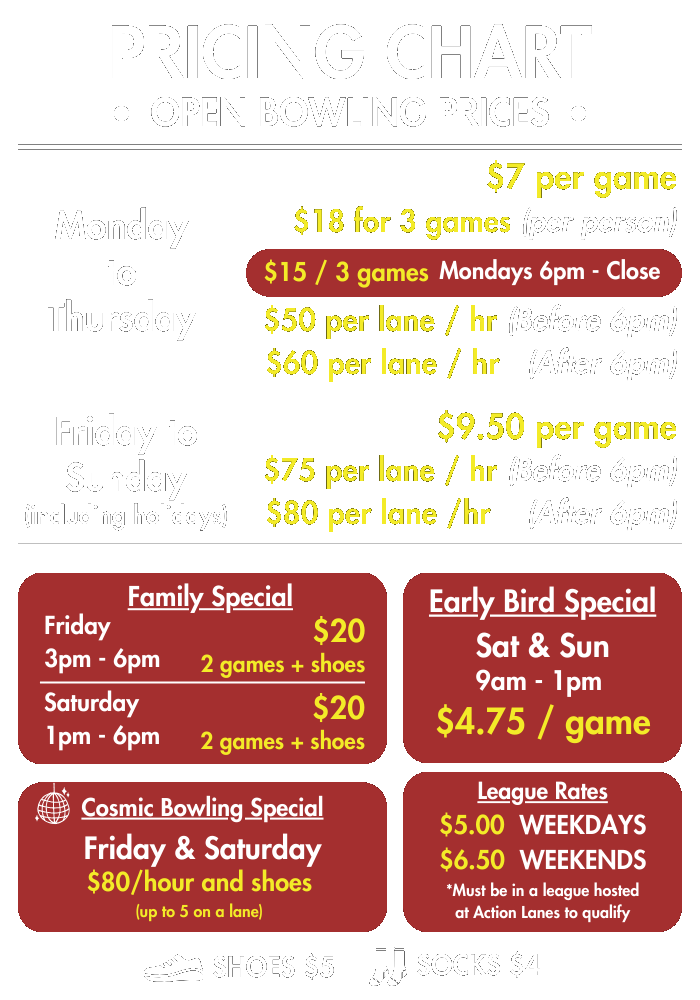 PRICING CHART
• OPEN BOWLING PRICES •
Monday
to
Thursday
$7 per game
$18 for 3 games (per person)
$15 / 3 games Mondays 6pm - Close
$50 per lane / hr (Before 6pm)
$60 per lane / hr (After 6pm)
Friday to
Sunday
(including holidays)
$9.50 per game
$75 per lane / hr (Before 6pm)
$80 per lane /hr (After 6pm)
Family Special
Friday
3pm - 6pm
$20
2 games + shoes
Saturday
1pm - 6pm
$20
2 games + shoes
Early Bird Special
Sat & Sun
9am - 1pm
$4.75 / game
Cosmic Bowling Special
Friday & Saturday
$80/hour and shoes
(up to 5 on a lane)
League Rates
$5.00 WEEKDAYS
$6.50 WEEKENDS
*Must be in a league hosted
at Action Lanes to qualify
SHOES $5 SOCKS $4